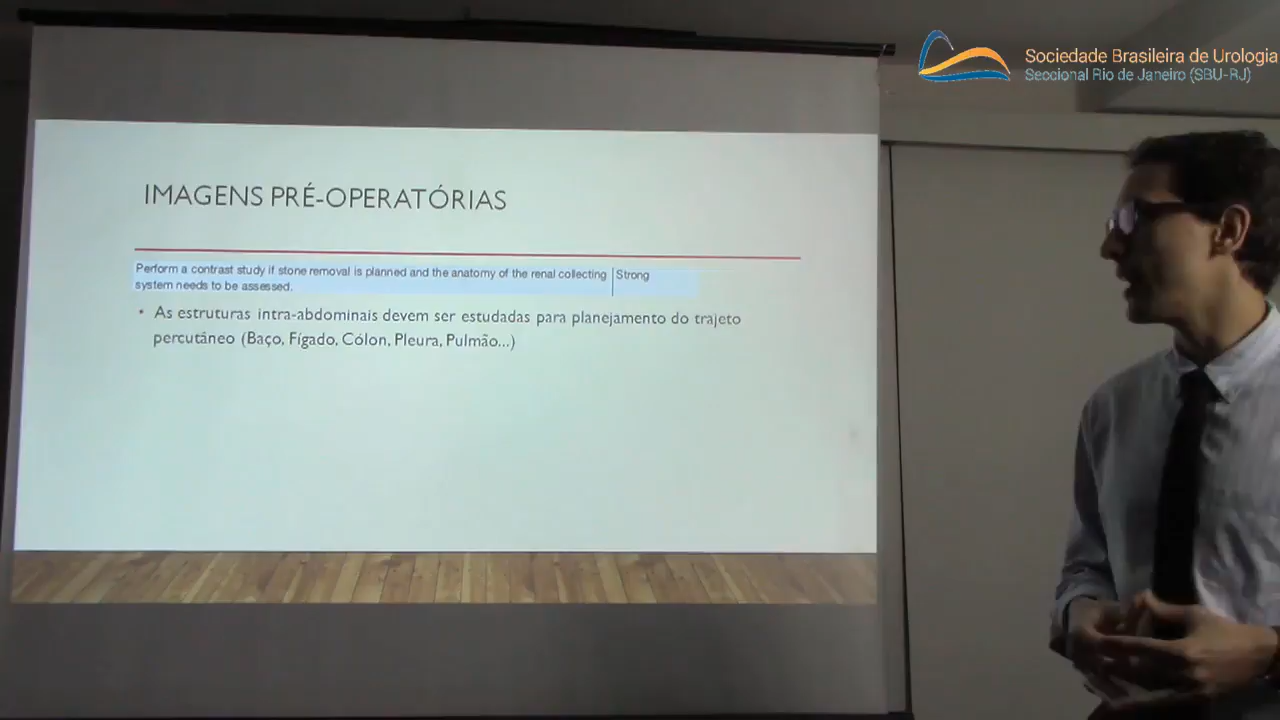 Sociedade Brasileira de Urologia
Seccional Rio de Janeiro (SBU-RJ)
IMAGENS PRÉ-OPERATÓRIAS
Perform a contrast study if stone removal is planned and the anatomy of the renal collecting
system needs to be assessed.
Strong
• As estruturas intra-abdominais devem ser estudadas para planejamento do trajeto
percutâneo (Baço, Fígado, Cólon, Pleura, Pulmão...)